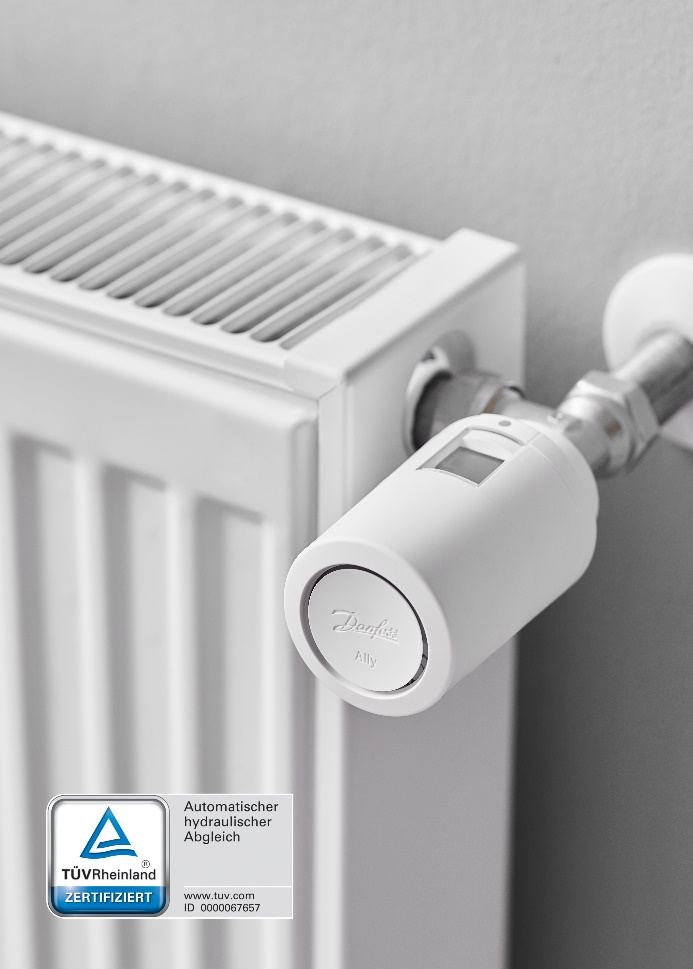 Danfoss
Ally
Automatischer
hydraulischer
Abgleich
TÜVRheinland®
ZERTIFIZIERT
www.tuv.com
ID 0000067657